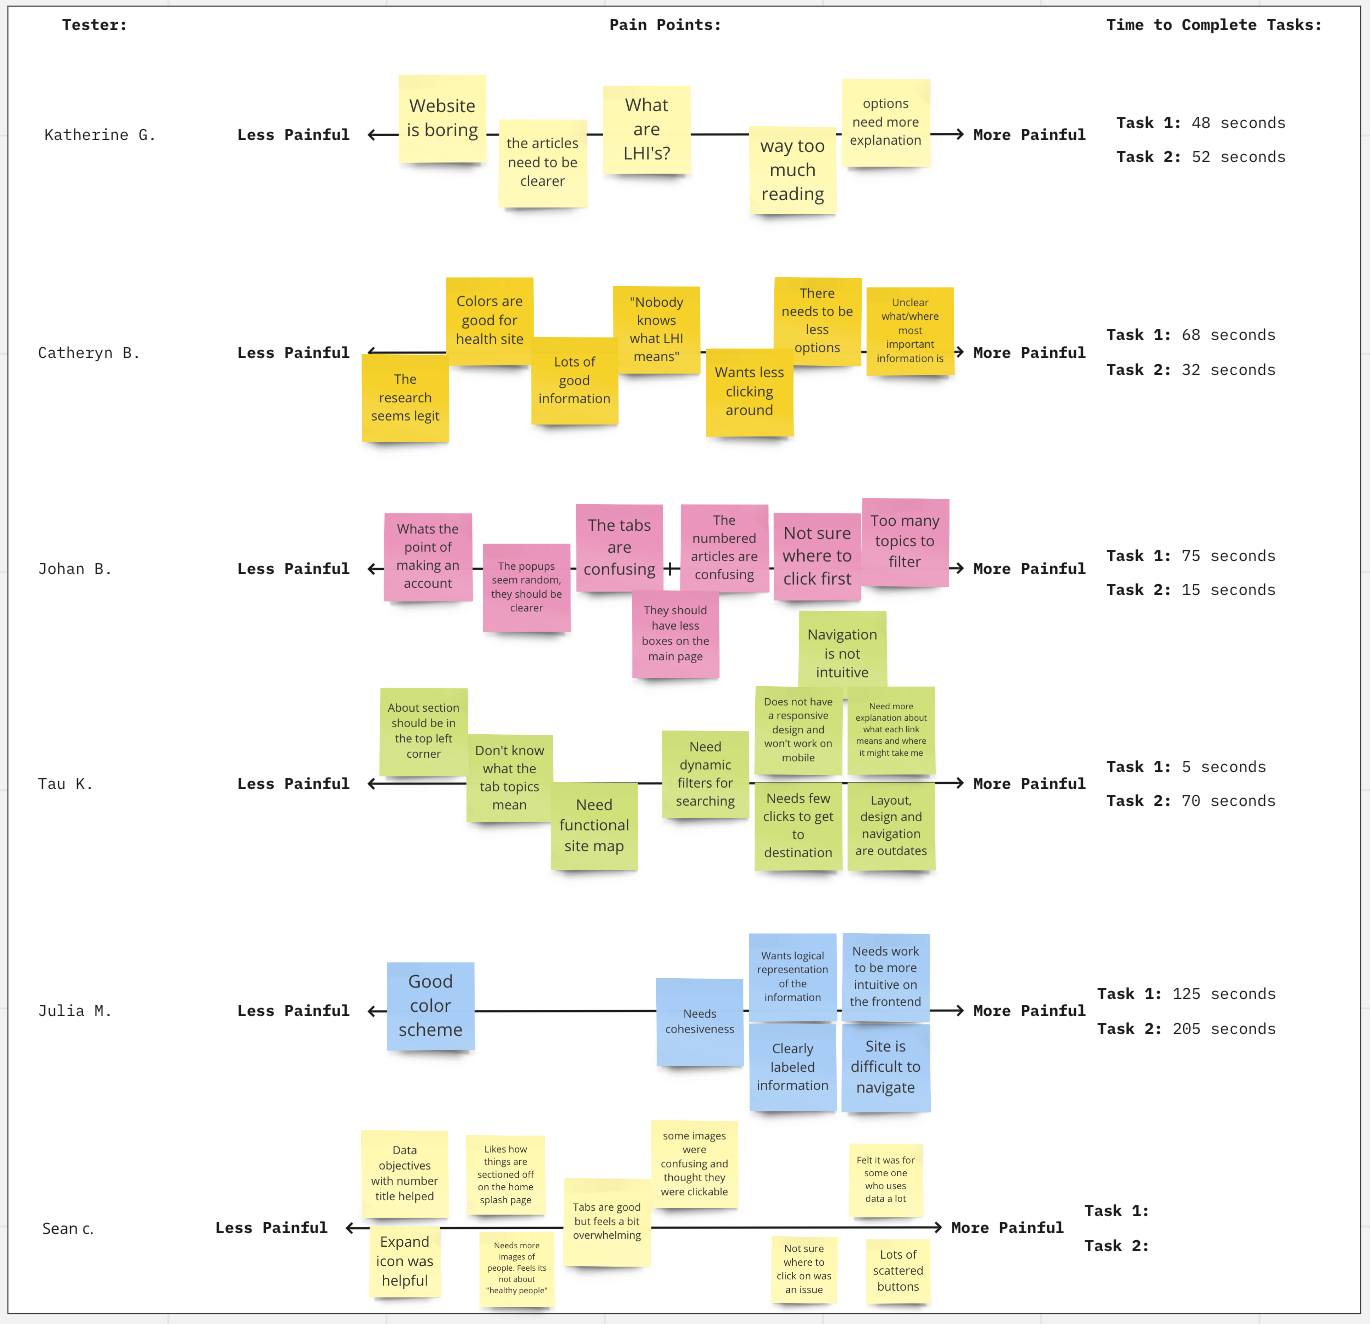 Tester:
Pain Points:
Time to Complete Tasks:
Katherine G.
Less Painful
Website
is boring
the articles
need to be
clearer
What
are
LHI's?
way too
much
reading
options
need more
explanation
More Painful
Task 1: 48 seconds
Task 2: 52 seconds
Catheryn B.
Less Painful
The
research
seems legit
Colors are
good for
health site
Lots of
good
information
"Nobody
knows
what LHI
means"
Wants less
clicking
around
There
needs to be
less
options
Unclear
what/where
most
important
information is
More Painful
Task 1: 68 seconds
Task 2: 32 seconds
Johan B.
Less Painful
Whats the
point of
making an
account
The popups
seem random,
they should be
clearer
The tabs
are
confusing
They should
have less
boxes on the
main page
The
numbered
articles are
confusing
Not sure
where to
click first
Too many
topics to
filter
More Painful
Task 1: 75 seconds
Task 2: 15 seconds
Tau K.
Less Painful
About section
should be in
the top left
corner
Don't know
what the
tab topics
mean
Need
functional
site map
Need
dynamic
filters for
searching
Navigation
is not
intuitive
Does not have
a responsive
design and
won't work on
mobile
Need more
explanation about
what each link
means and where
it might take me
Needs few
clicks to get
to
destination
Layout,
design and
navigation
are outdates
More Painful
Task 1: 5 seconds
Task 2: 70 seconds
Julia M.
Less Painful
Good
color
scheme
Needs
cohesiveness
Wants logical
representation
of the
information
Needs work
to be more
intuitive on
the frontend
Clearly
labeled
information
Site is
difficult to
navigate
More Painful
Task 1: 125 seconds
Task 2: 205 seconds
Sean c.
Less Painful
Data
objectives
with number
title helped
Expand
icon was
helpful
Likes how
things are
sectioned off
on the home
splash page
Needs more
images of
people. Feels its
not about
"healthy people"
Tabs are good
but feels a bit
overwhelming
some images
were
confusing and
thought they
were clickable
Not sure
where to
click on was
an issue
Felt it was for
some one
who uses
data a lot
Lots of
scattered
buttons
More Painful
Task 1:
Task 2: